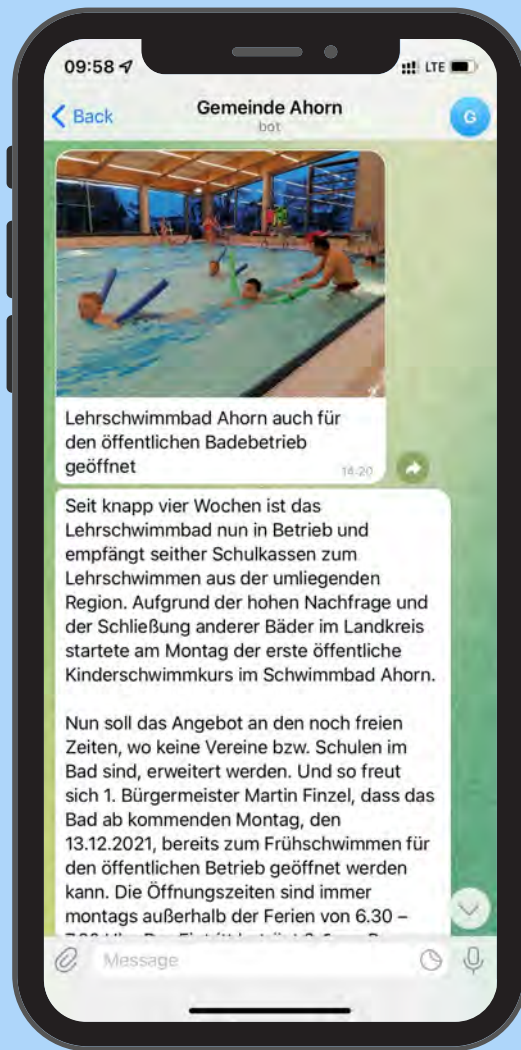 09:58
LTE
Back
Gemeinde Ahorn
bot
G
Lehrschwimmbad Ahorn auch für
den öffentlichen Badebetrieb
geöffnet
14:20
Seit knapp vier Wochen ist das
Lehrschwimmbad nun in Betrieb und
empfängt seither Schulkassen zum
Lehrschwimmen aus der umliegenden
Region. Aufgrund der hohen Nachfrage und
der Schließung anderer Bäder im Landkreis
startete am Montag der erste öffentliche
Kinderschwimmkurs im Schwimmbad Ahorn.
Nun soll das Angebot an den noch freien
Zeiten, wo keine Vereine bzw. Schulen im
Bad sind, erweitert werden. Und so freut
sich 1. Bürgermeister Martin Finzel, dass das
Bad ab kommenden Montag, den
13.12.2021, bereits zum Frühschwimmen für
den öffentlichen Betrieb geöffnet werden
kann. Die Öffnungszeiten sind immer
montags außerhalb der Ferien von 6.30 –
Message